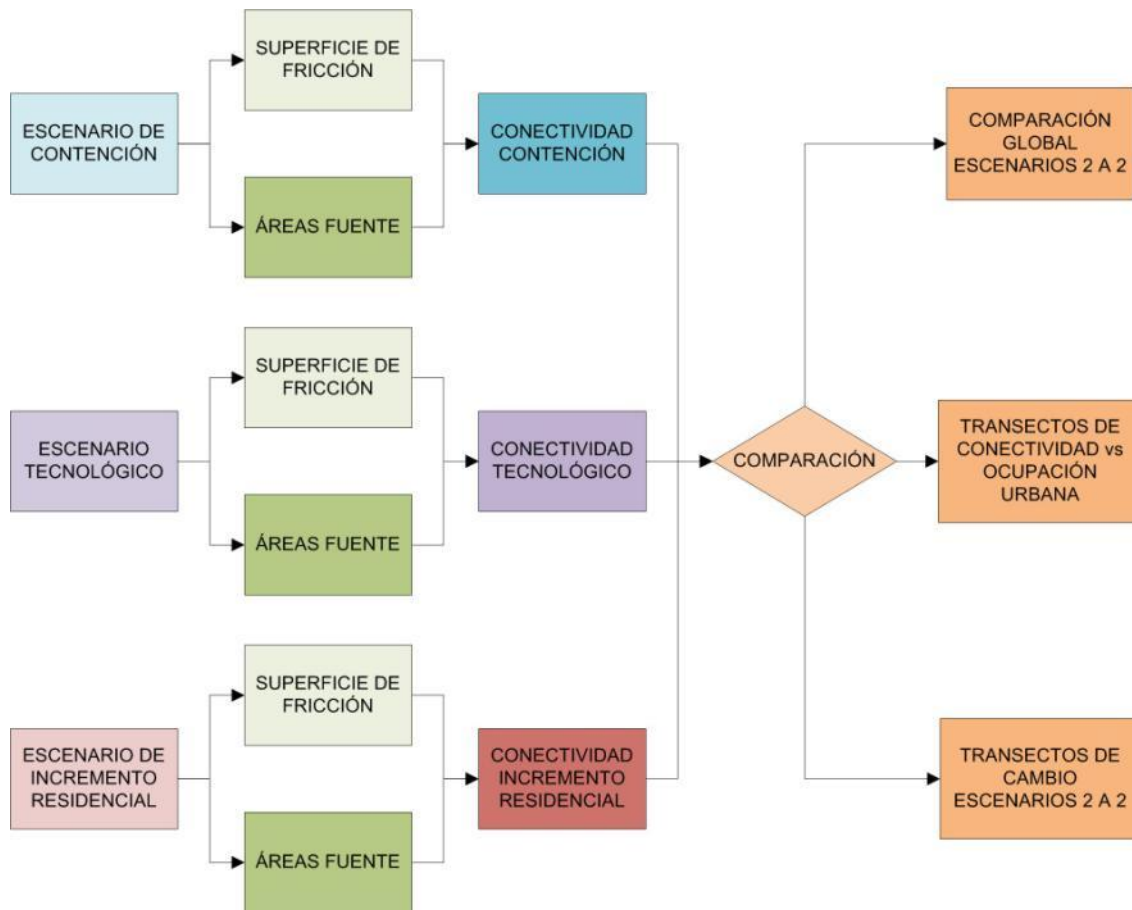 SUPERFICIE DE
FRICCIÓN
ESCENARIO DE
CONTENCIÓN
CONECTIVIDAD
CONTENCIÓN
ÁREAS FUENTE
SUPERFICIE DE
FRICCIÓN
ESCENARIO
TECNOLÓGICO
CONECTIVIDAD
TECNOLÓGICO
ÁREAS FUENTE
SUPERFICIE DE
FRICCIÓN
ESCENARIO DE
INCREMENTO
RESIDENCIAL
CONECTIVIDAD
INCREMENTO
RESIDENCIAL
ÁREAS FUENTE
COMPARACIÓN
COMPARACIÓN
GLOBAL
ESCENARIOS 2 A 2
TRANSECTOS DE
CONECTIVIDAD vs
OCUPACIÓN
URBANA
TRANSECTOS DE
CAMBIO
ESCENARIOS 2 A 2